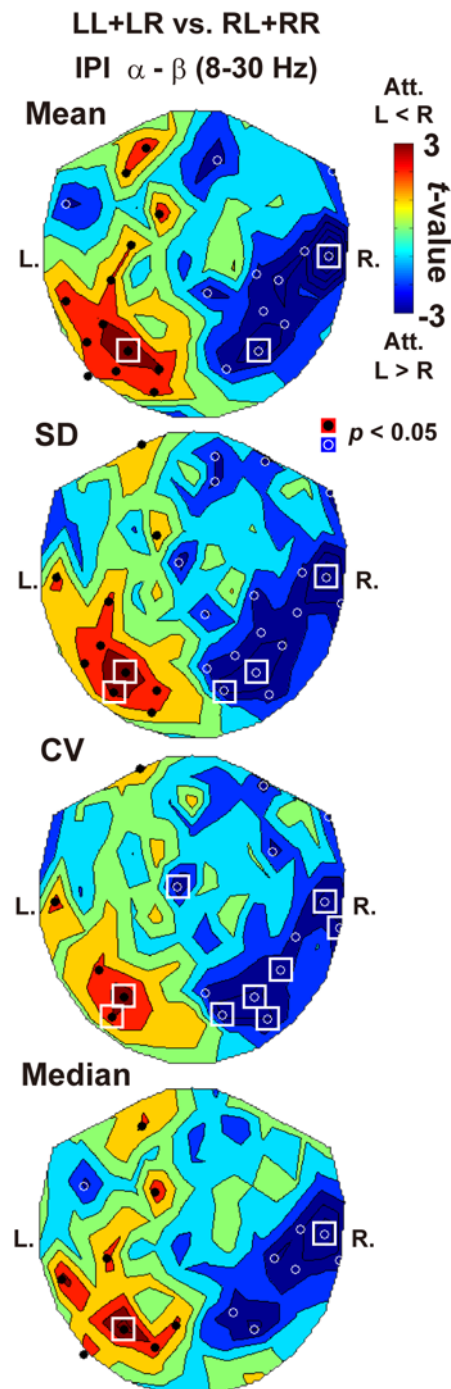 LL+LR vs. RL+RR
IPI α - β (8-30 Hz)
Att.
L < R
Mean
3
t-value
-3
L.
R.
Att.
L > R
SD
p < 0.05
L.
R.
CV
L.
R.
Median
L.
R.